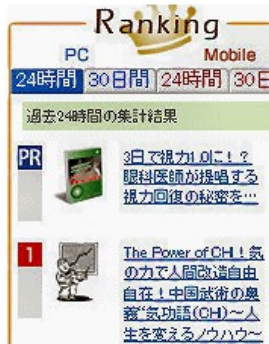 Ranking
PC Mobile
24時間 30日間 24時間 30日
過去24時間の集計結果
PR
3日で視力1.0に!?
眼科医師が提唱する
視力回復の秘密を…
1
The Power of CH!気
の力で人間改造自由
自在!中国武術の奥
義“気功語(CH)~人
生を変えるノウハウ~